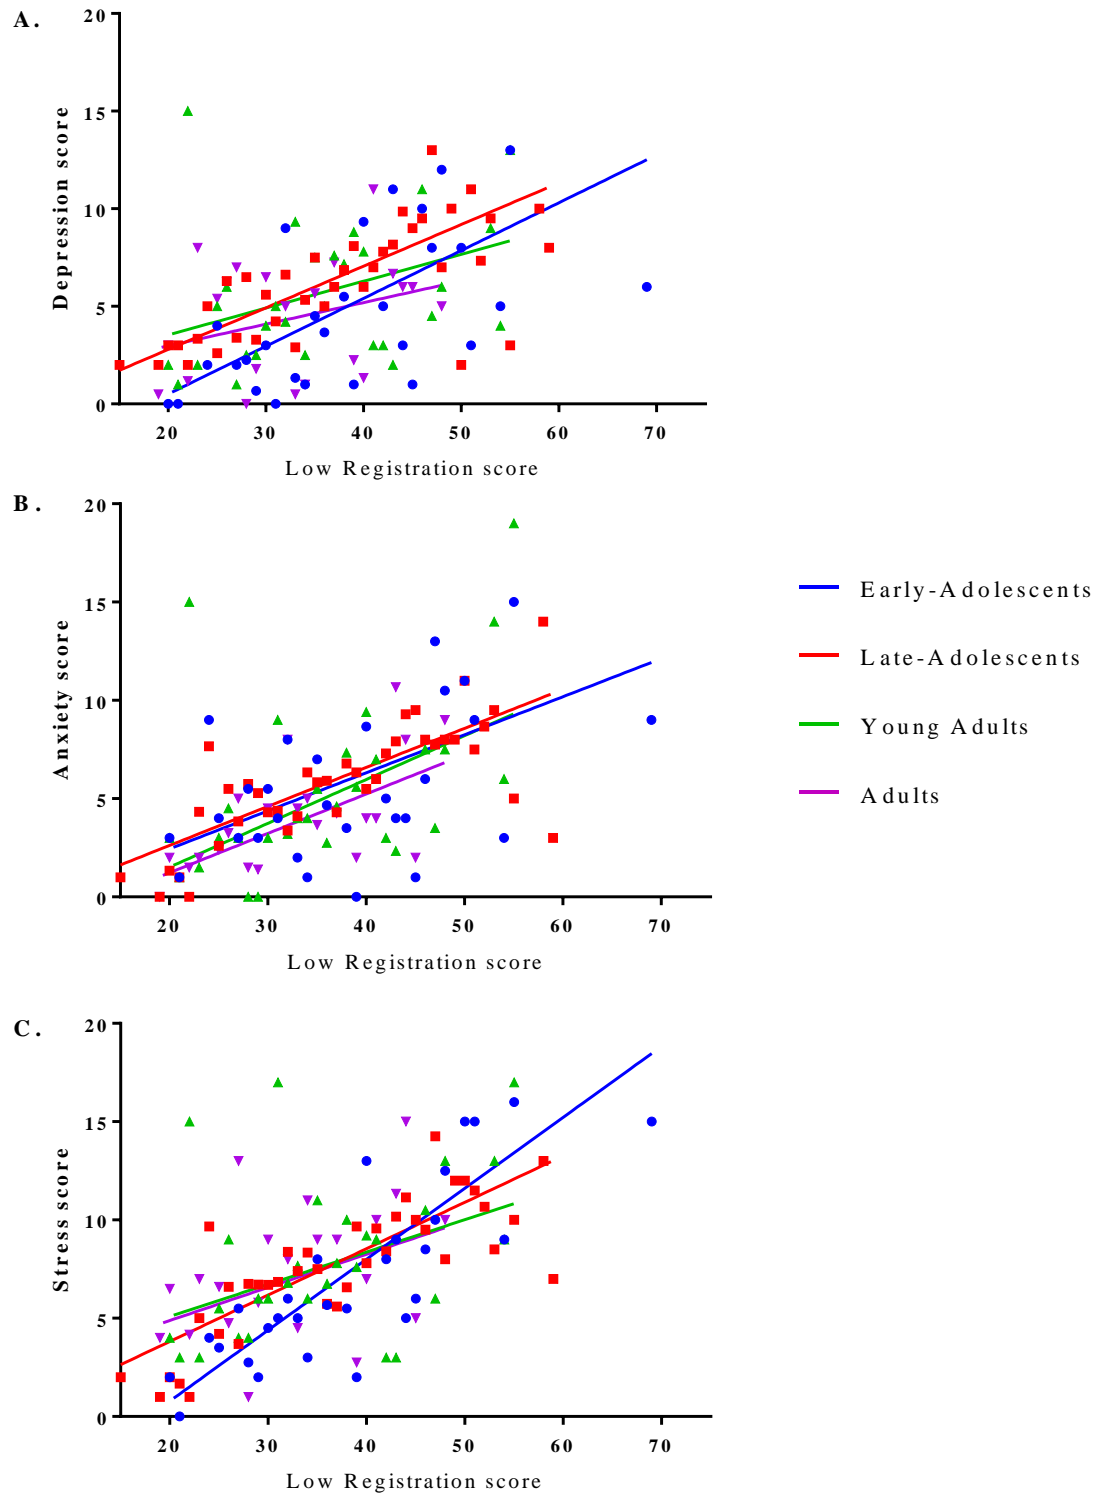 A.
20
15
10
5
0
Depression score
20 30 40 50 60 70
Low Registration score
B.
20
15
10
5
0
Anxiety score
20 30 40 50 60 70
Low Registration score
Early-Adolescents
Late-Adolescents
Young Adults
Adults
C.
20
15
10
5
0
Stress score
20 30 40 50 60 70
Low Registration score